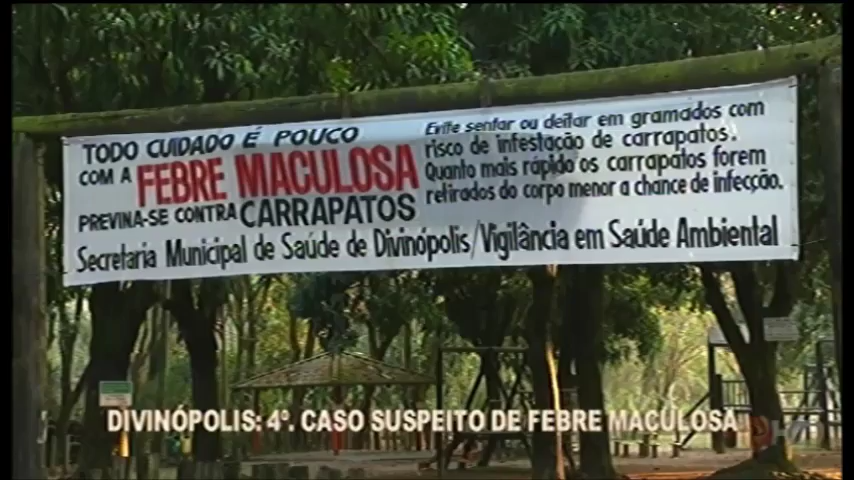 TODO CUIDADO É POUCO
COM A FEBRE MACULOSA
PREVINA-SE CONTRA CARRAPATOS
Evite sentar ou deitar em gramados com
risco de infestação de carrapatos.
Quanto mais rápido os carrapatos forem
retirados do corpo menor a chance de infecção.
Secretaria Municipal de Saúde de Divinópolis/Vigilância em Saúde Ambiental
DIVINÓPOLIS: 4º. CASO SUSPEITO DE FEBRE MACULOSA